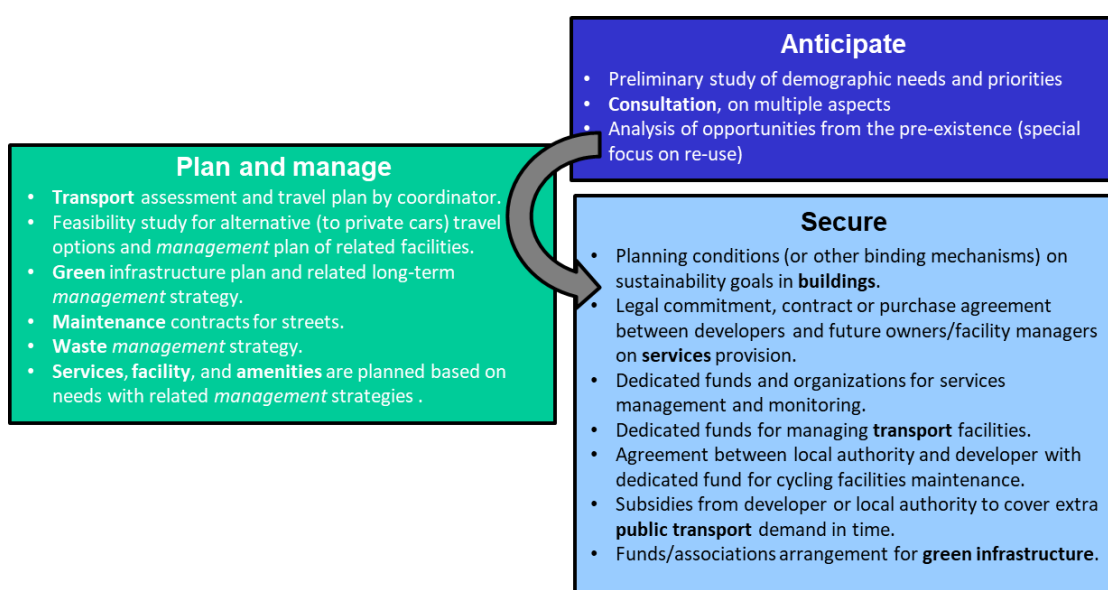 Anticipate
• Preliminary study of demographic needs and priorities
• Consultation, on multiple aspects
• Analysis of opportunities from the pre-existence (special
focus on re-use)
Plan and manage
• Transport assessment and travel plan by coordinator.
• Feasibility study for alternative (to private cars) travel
options and management plan of related facilities.
• Green infrastructure plan and related long-term
management strategy.
• Maintenance contracts for streets.
• Waste management strategy.
• Services, facility, and amenities are planned based on
needs with related management strategies .
Secure
• Planning conditions (or other binding mechanisms) on
sustainability goals in buildings.
• Legal commitment, contract or purchase agreement
between developers and future owners/facility managers
on services provision.
• Dedicated funds and organizations for services
management and monitoring.
• Dedicated funds for managing transport facilities.
• Agreement between local authority and developer with
dedicated fund for cycling facilities maintenance.
• Subsidies from developer or local authority to cover extra
public transport demand in time.
• Funds/associations arrangement for green infrastructure.